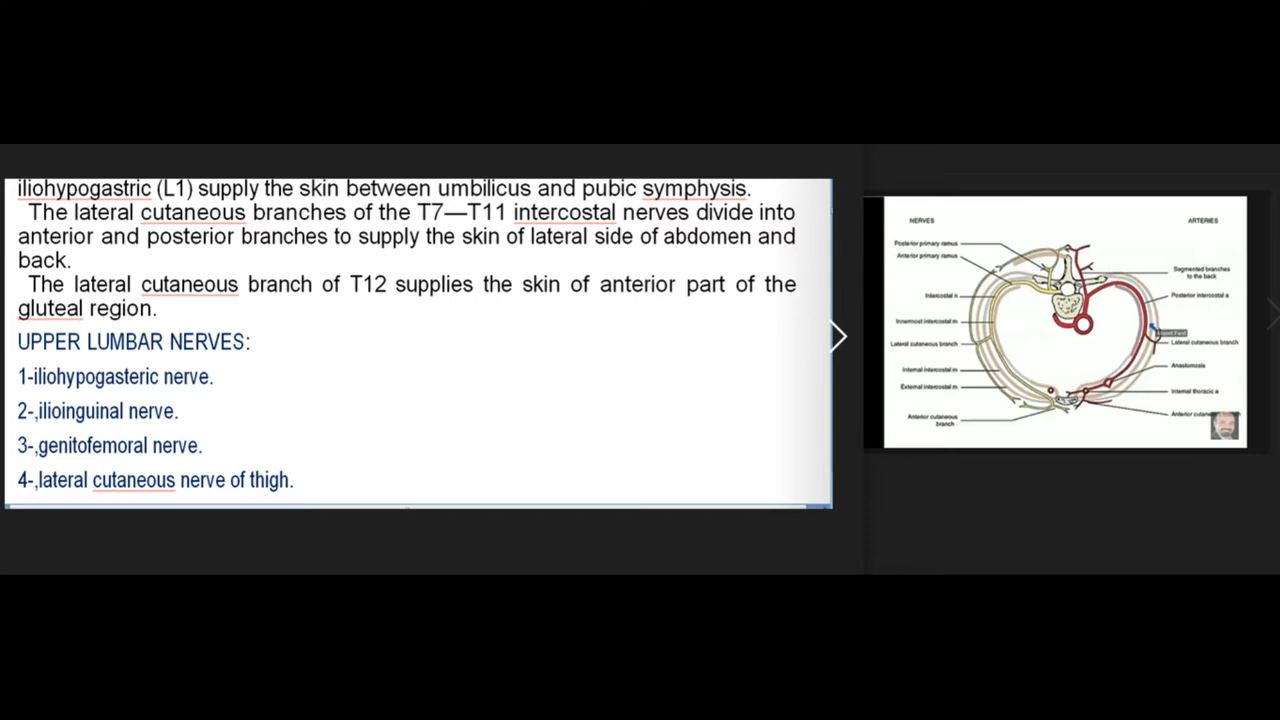 iliohypogastric (L1) supply the skin between umbilicus and pubic symphysis.
The lateral cutaneous branches of the T7—T11 intercostal nerves divide into
anterior and posterior branches to supply the skin of lateral side of abdomen and
back.
The lateral cutaneous branch of T12 supplies the skin of anterior part of the
gluteal region.
UPPER LUMBAR NERVES:
1-iliohypogasteric nerve.
2-,ilioinguinal nerve.
3-,genitofemoral nerve.
4-,lateral cutaneous nerve of thigh.
NERVES
Posterior primary ramus
Anterior primary ramus
Intercostal n
Innermost intercostal m
Lateral cutaneous branch
Internal intercostal m
External intercostal m
Anterior cutaneous
branch
ARTERIES
Segmented branches
to the back
Posterior intercostal a
Lateral cutaneous branch
Anastomosis
Internal thoracic a
Anterior